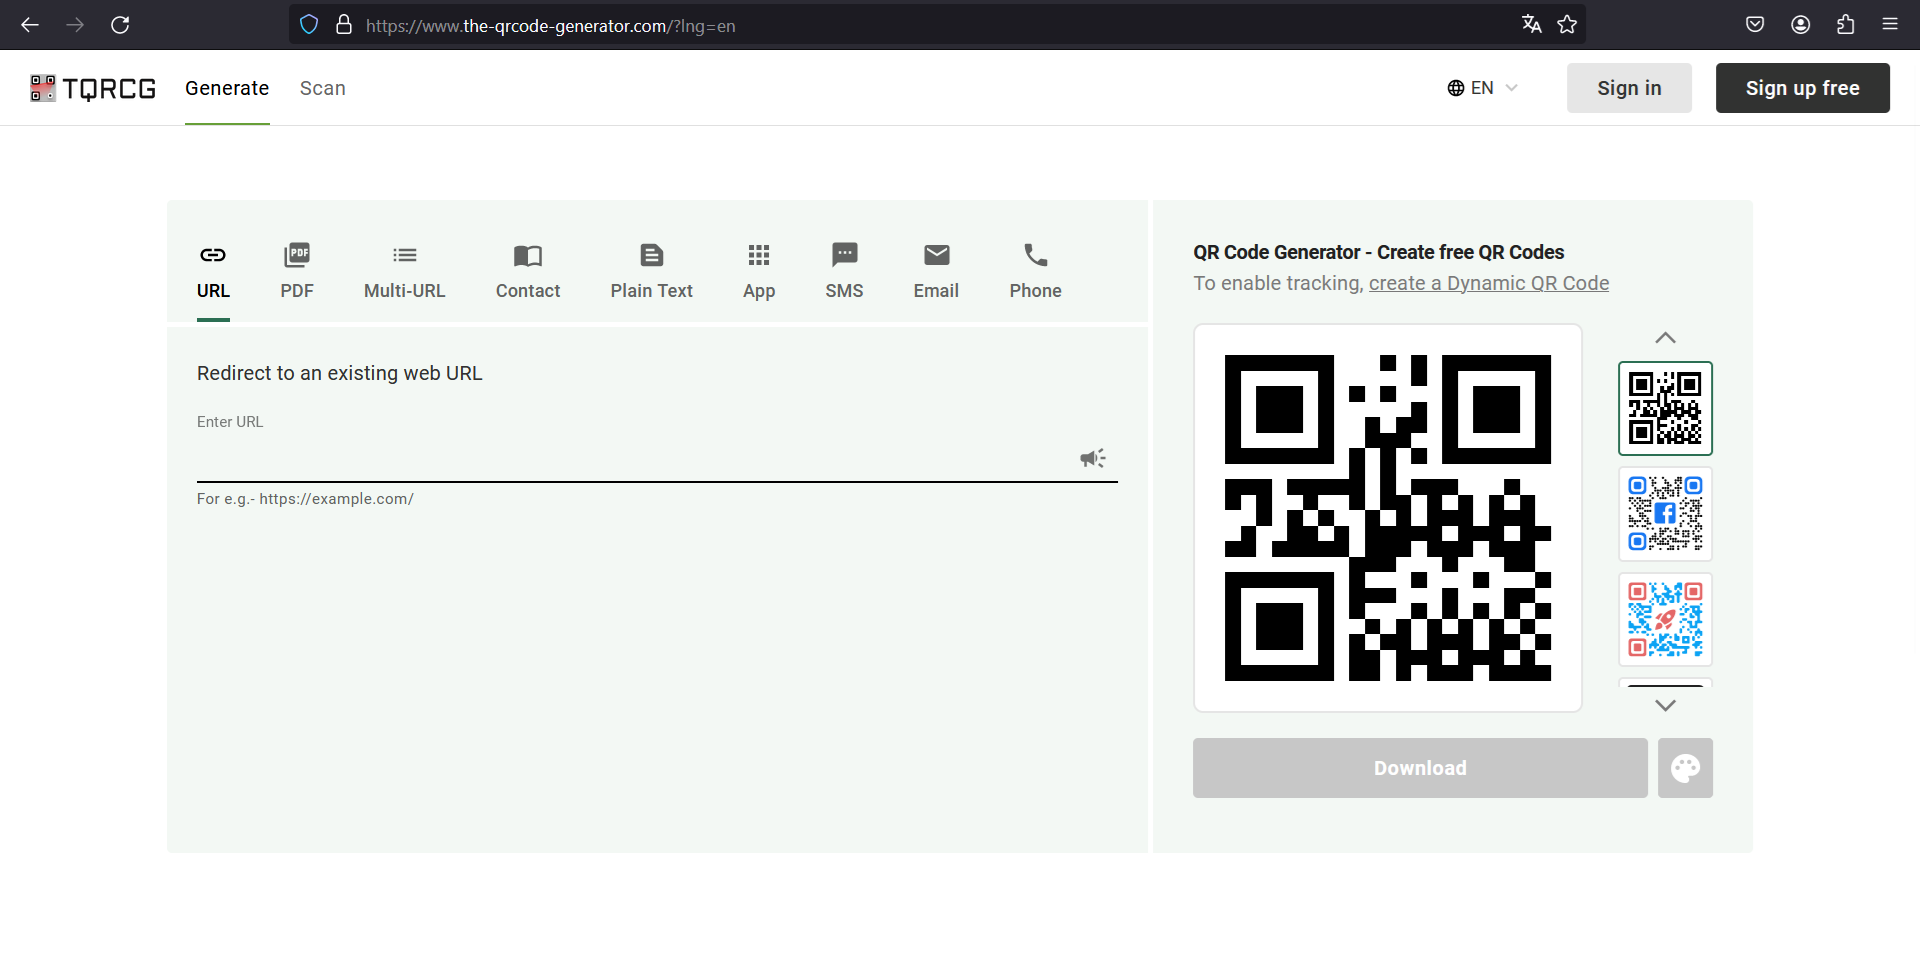 https://www.the-qrcode-generator.com/?lng=en
TQRCG
Generate
Scan
EN
Sign in
Sign up free
URL
PDF
PDF
Multi-URL
Contact
Plain Text
App
SMS
Email
Phone
Redirect to an existing web URL
Enter URL
For e.g.- https://example.com/
QR Code Generator - Create free QR Codes
To enable tracking, create a Dynamic QR Code
Download